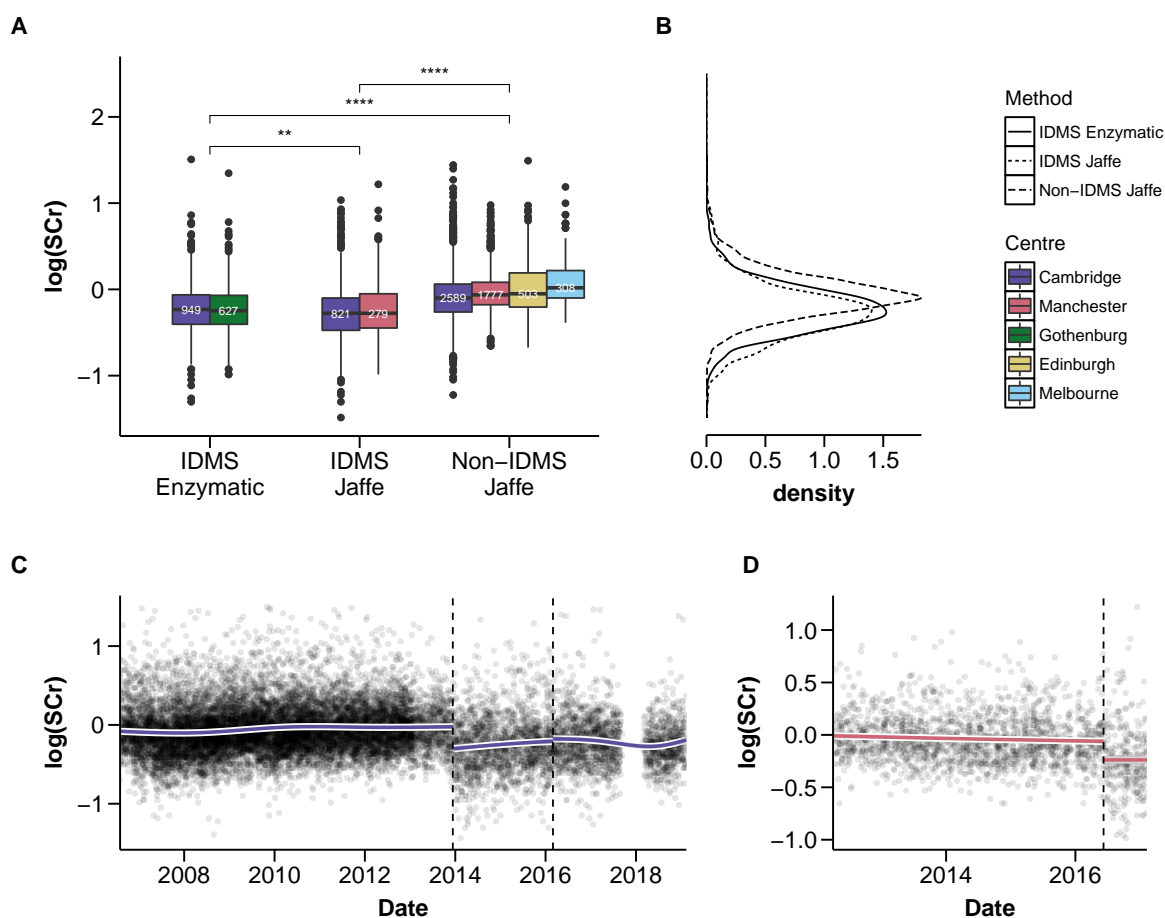 A
log(SCr)
2
1
0
−1
**
****
****
949
627
821
279
2589
1777
503
308
IDMS
Enzymatic
IDMS
Jaffe
Non−IDMS
Jaffe
B
0.0
0.5
1.0
1.5
density
Method
IDMS Enzymatic
IDMS Jaffe
Non−IDMS Jaffe
Centre
Cambridge
Manchester
Gothenburg
Edinburgh
Melbourne
C
log(SCr)
1
0
−1
2008
2010
2012
2014
2016
2018
Date
D
log(SCr)
1.0
0.5
0.0
−0.5
−1.0
2014
2016
Date